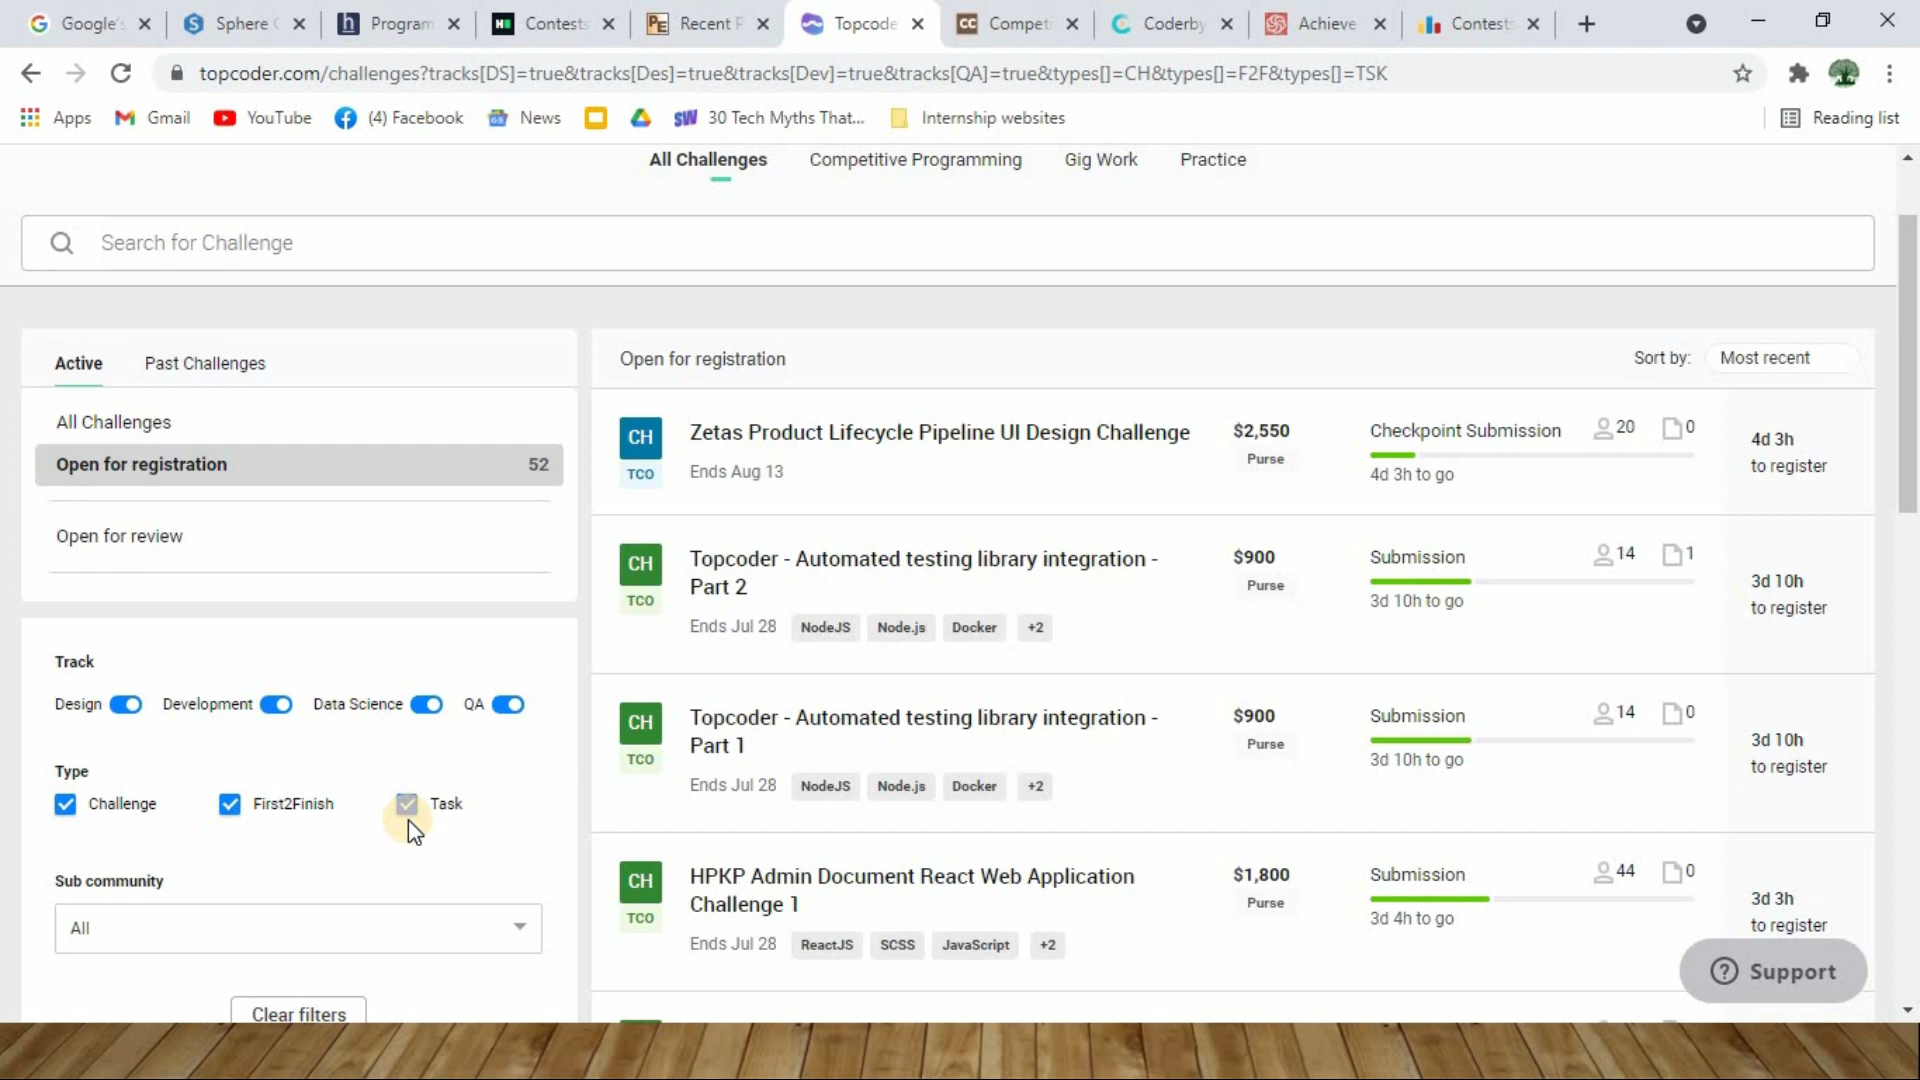 Google's
Sphere
Program
Contests
Recent P
Topcode
Compet
Coderby
Achieve
Contests
topcoder.com/challenges?tracks[DS]=true&tracks[Des]=true&tracks[Dev]=true&tracks[QA]=true&types[]=CH&types[]=F2F&types[]=TSK
Apps Gmail YouTube (4) Facebook News SW 30 Tech Myths That... Internship websites Reading list
All Challenges Competitive Programming Gig Work Practice
Search for Challenge
Active Past Challenges
All Challenges
Open for registration 52
Open for review
Track
Design Development Data Science QA
Type
Challenge First2Finish Task
Sub community
All
Clear filters
Open for registration Sort by: Most recent
CH TCO
Zetas Product Lifecycle Pipeline UI Design Challenge
Ends Aug 13
$2,550
Purse
Checkpoint Submission 20 0
4d 3h to go
4d 3h
to register
CH TCO
Topcoder - Automated testing library integration -
Part 2
Ends Jul 28 NodeJS Node.js Docker +2
$900
Purse
Submission 14 1
3d 10h to go
3d 10h
to register
CH TCO
Topcoder - Automated testing library integration -
Part 1
Ends Jul 28 NodeJS Node.js Docker +2
$900
Purse
Submission 14 0
3d 10h to go
3d 10h
to register
CH TCO
HPKP Admin Document React Web Application
Challenge 1
Ends Jul 28 ReactJS SCSS JavaScript +2
$1,800
Purse
Submission 44 0
3d 4h to go
3d 3h
to register
Support